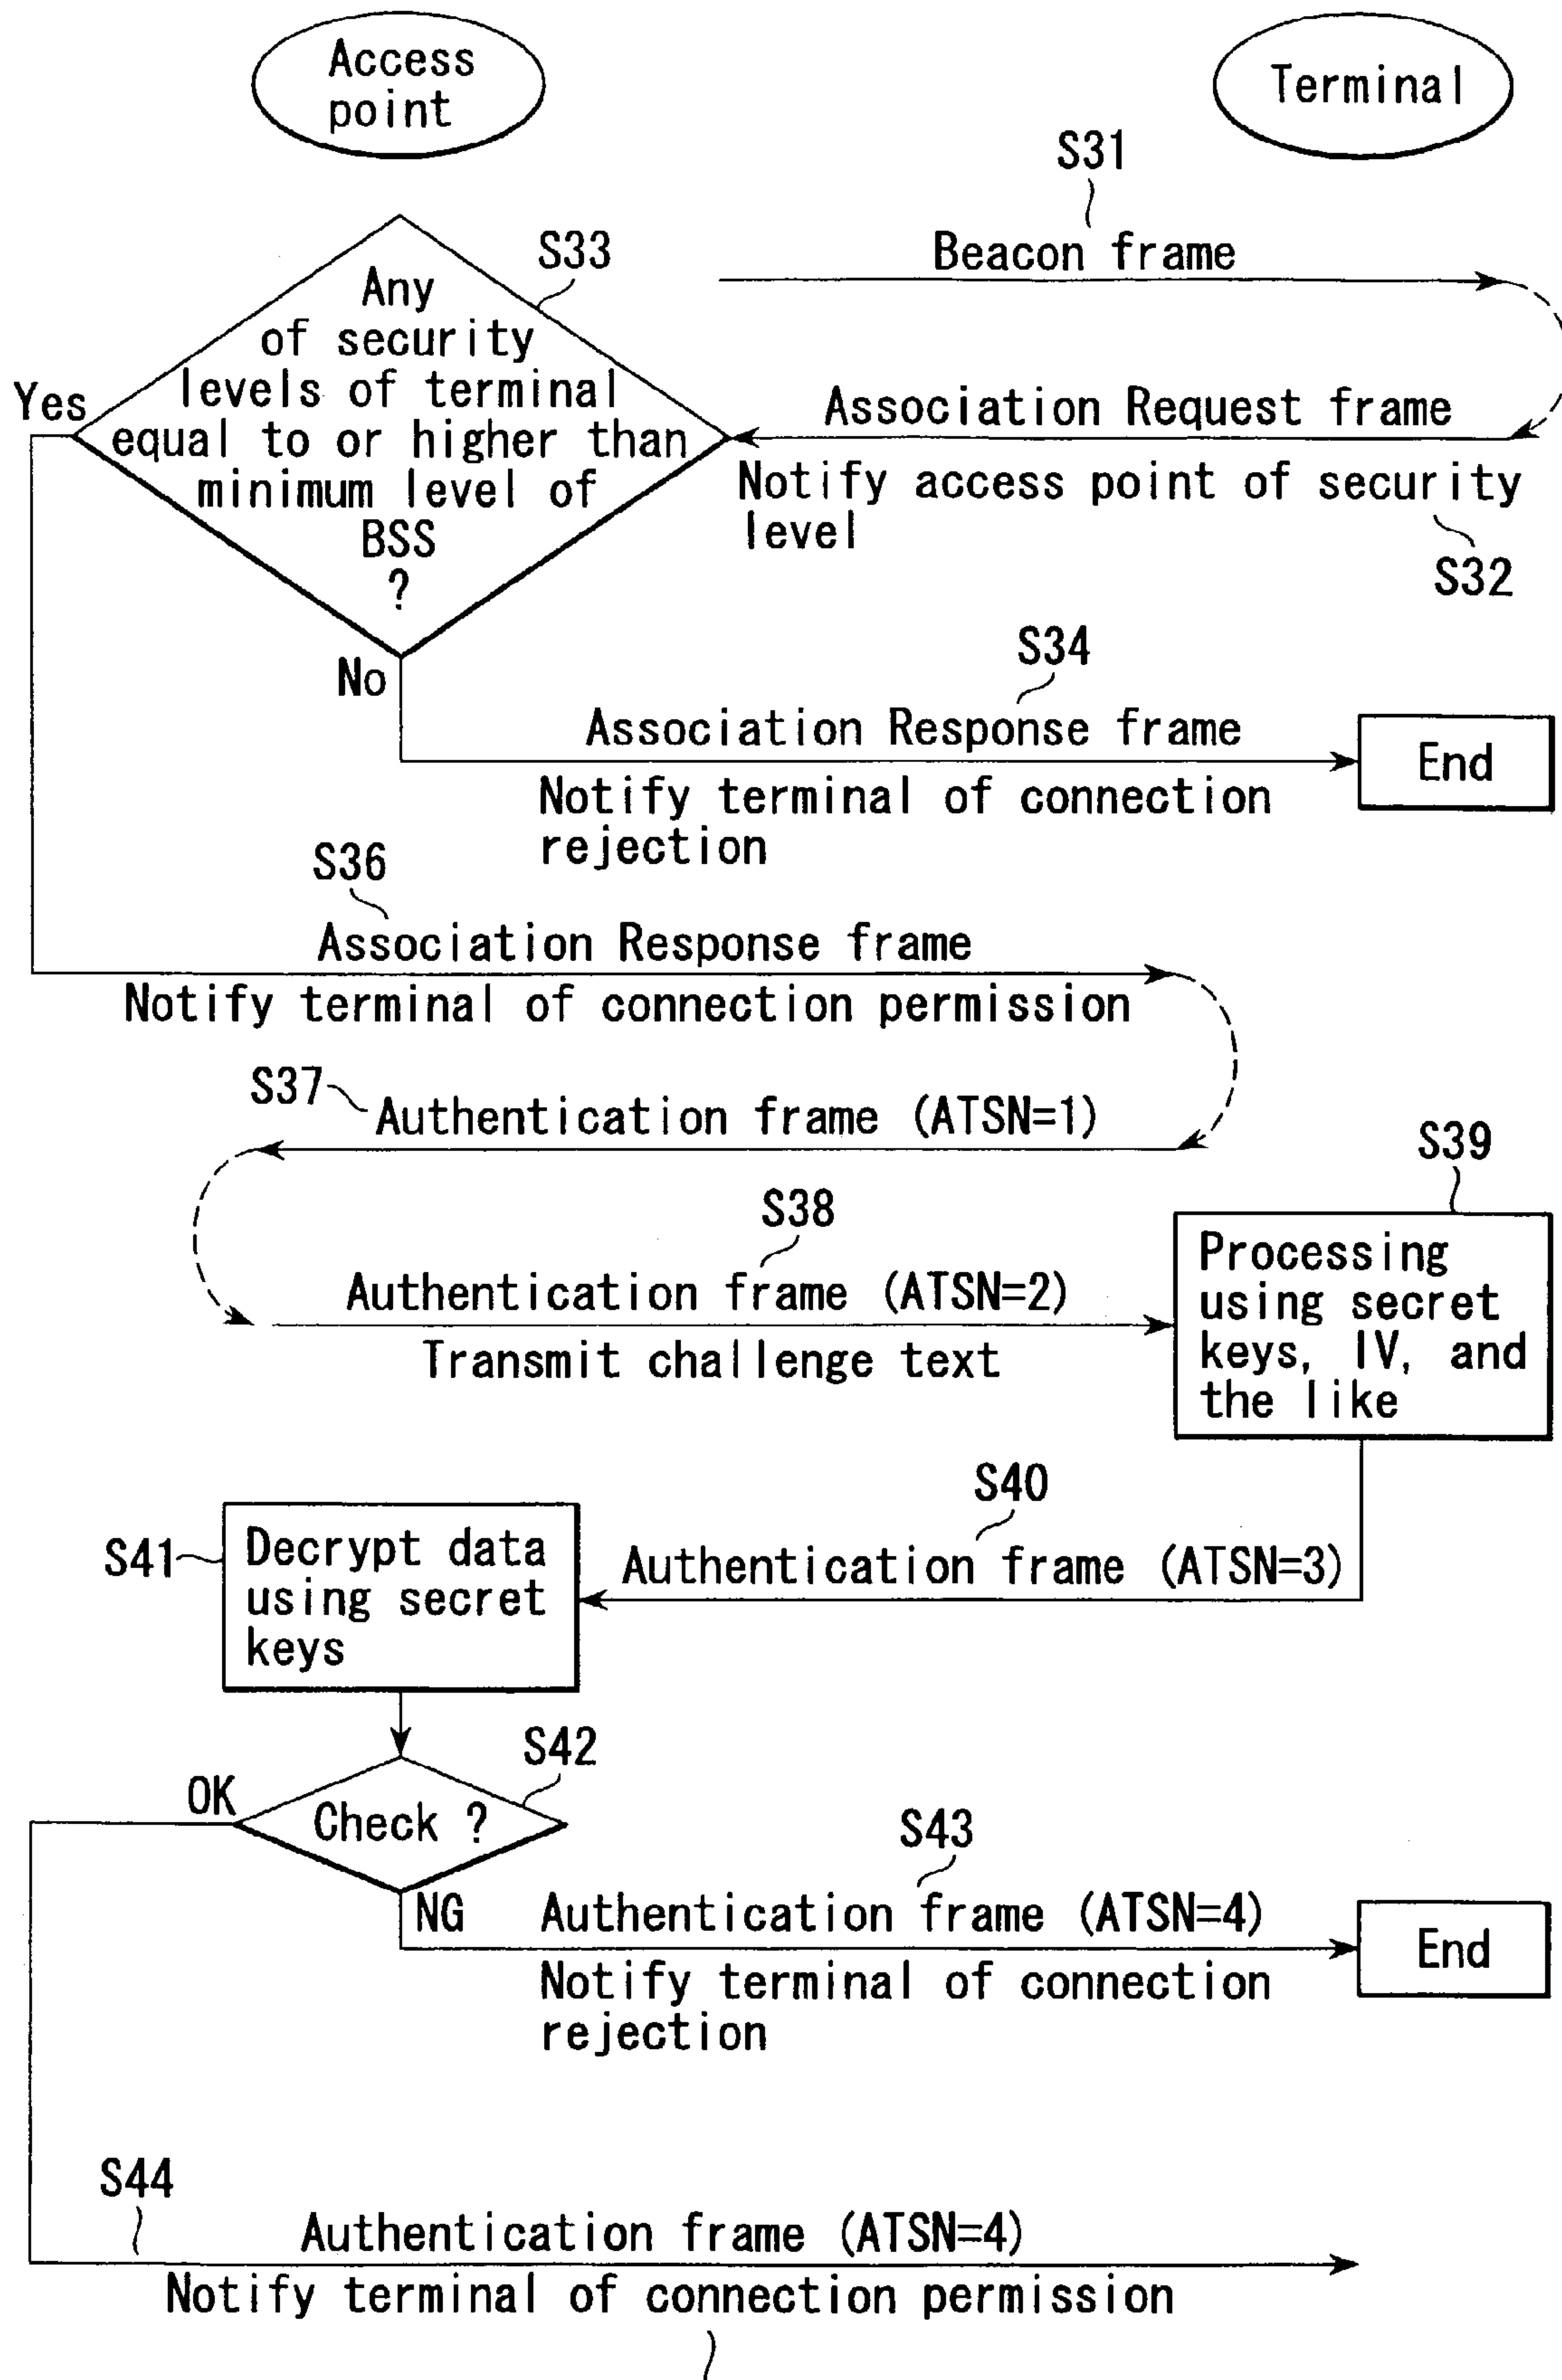 Access
point
Terminal
S31
Beacon frame
S33
Any
of security
levels of terminal
equal to or higher than
minimum level of
BSS
?
Yes
Association Request frame
Notify access point of security
level
S32
No
S34
Association Response frame
Notify terminal of connection
rejection
End
S36
Association Response frame
Notify terminal of connection permission
S37
Authentication frame (ATSN=1)
S38
Authentication frame (ATSN=2)
Transmit challenge text
S39
Processing
using secret
keys, IV, and
the like
S40
Authentication frame (ATSN=3)
S41
Decrypt data
using secret
keys
S42
Check ?
OK
NG
S43
Authentication frame (ATSN=4)
Notify terminal of connection
rejection
End
S44
Authentication frame (ATSN=4)
Notify terminal of connection permission